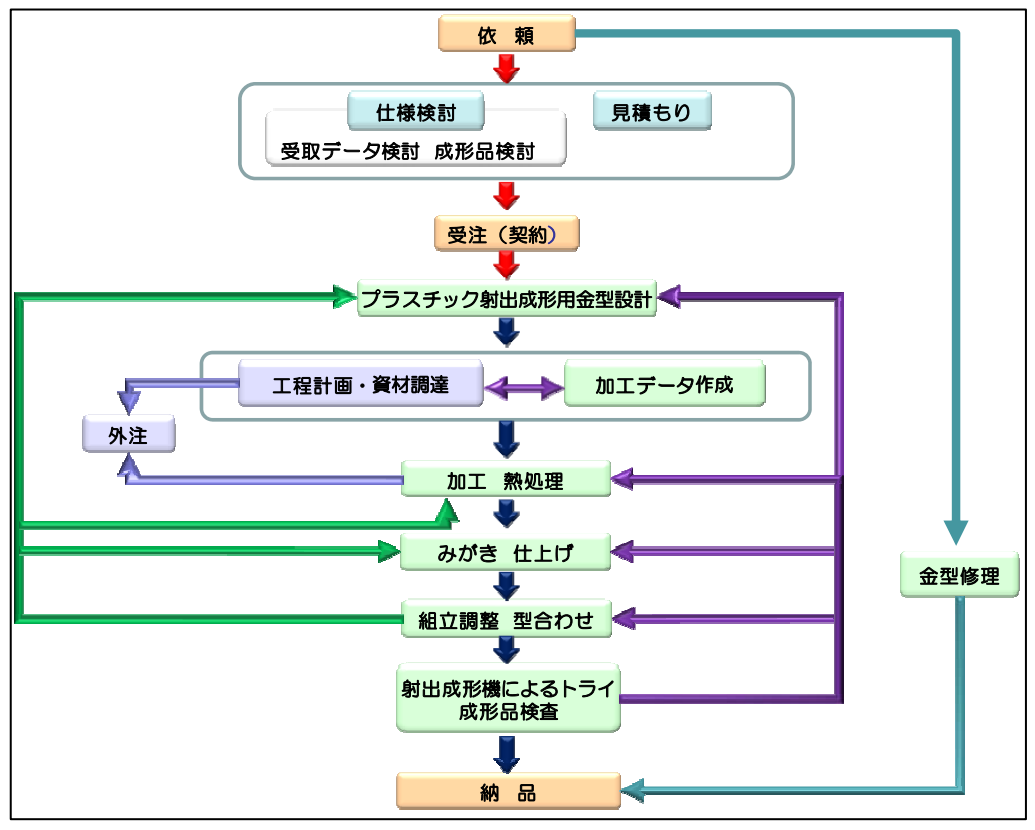 依　頼
仕様検討
見積もり
受取データ検討　成形品検討
受注（契約）
プラスチック射出成形用金型設計
工程計画・資材調達
加工データ作成
外注
加工　熱処理
みがき　仕上げ
金型修理
組立調整　型合わせ
射出成形機によるトライ
成形品検査
納　品